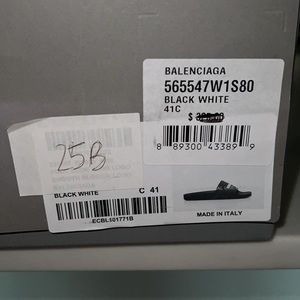 BALENCIAGA
565547W1S80
BLACK WHITE
41C
$
8 89300 43389 9
25B
BLACK WHITE C 41
ECBL101771B
MADE IN ITALY